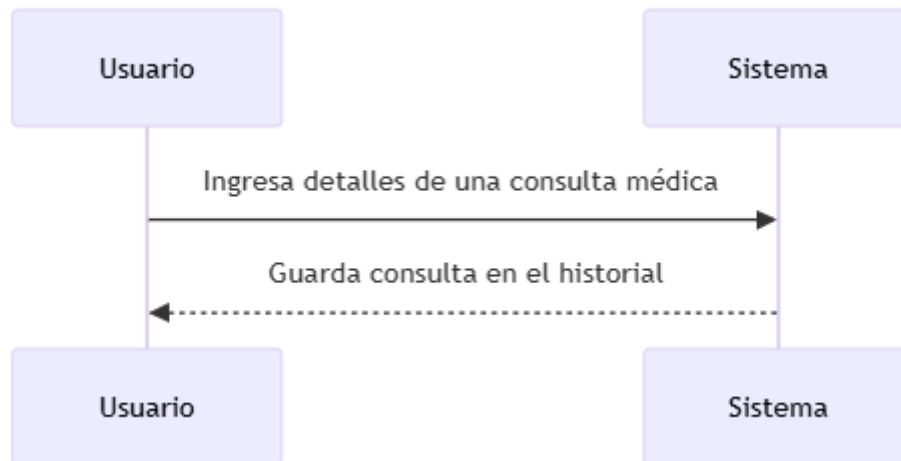 Usuario
Sistema
Ingresa detalles de una consulta médica
Guarda consulta en el historial
Usuario
Sistema